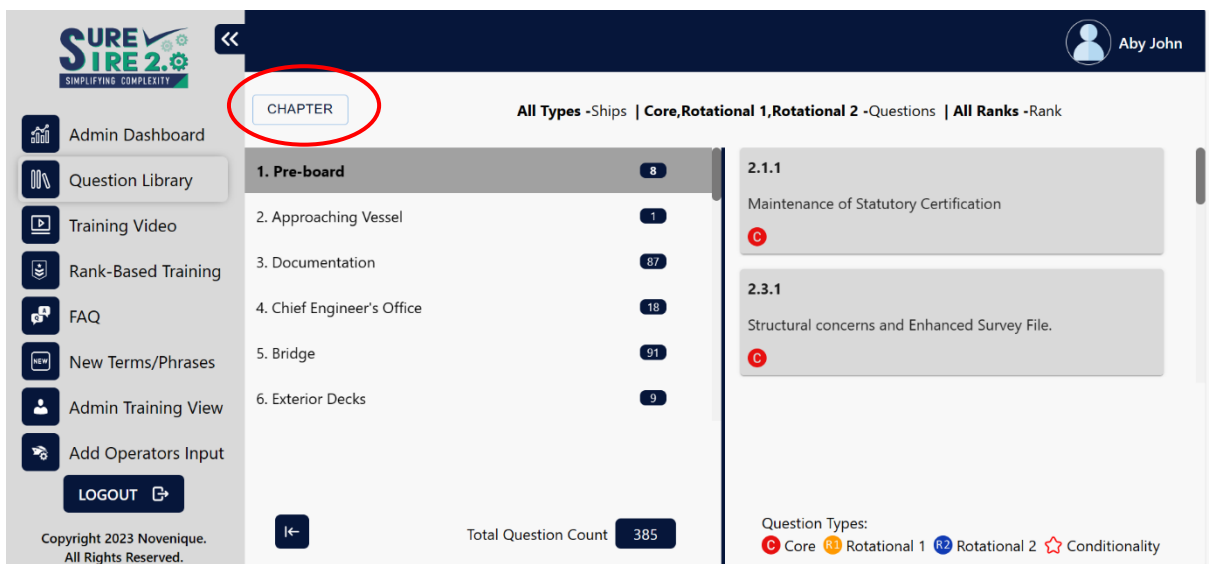 SURE
SIRE 2.0
SIMPLIFYING COMPLEXITY
Aby John
CHAPTER
All Types -Ships | Core,Rotational 1,Rotational 2 -Questions | All Ranks -Rank
Admin Dashboard
Question Library
Training Video
Rank-Based Training
FAQ
NEW New Terms/Phrases
Admin Training View
Add Operators Input
LOGOUT
Copyright 2023 Novenique.
All Rights Reserved.
1. Pre-board 8
2. Approaching Vessel 1
3. Documentation 87
4. Chief Engineer's Office 18
5. Bridge 91
6. Exterior Decks 9
Total Question Count 385
2.1.1
Maintenance of Statutory Certification
C
2.3.1
Structural concerns and Enhanced Survey File.
C
Question Types:
C Core R1 Rotational 1 R2 Rotational 2 Conditionality